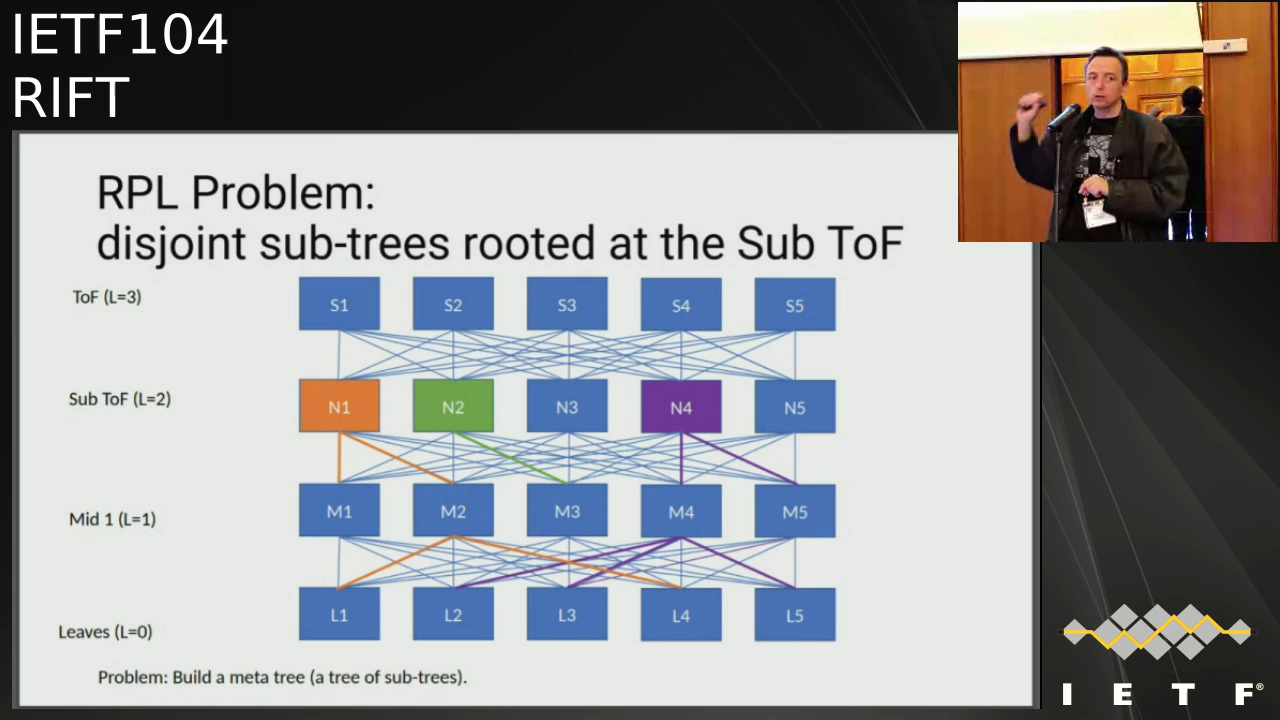 IETF104
RIFT
RPL Problem:
disjoint sub-trees rooted at the Sub ToF
ToF (L=3)
S1 S2 S3 S4 S5
Sub ToF (L=2)
N1 N2 N3 N4 N5
Mid 1 (L=1)
M1 M2 M3 M4 M5
Leaves (L=0)
L1 L2 L3 L4 L5
Problem: Build a meta tree (a tree of sub-trees).
I E T F®